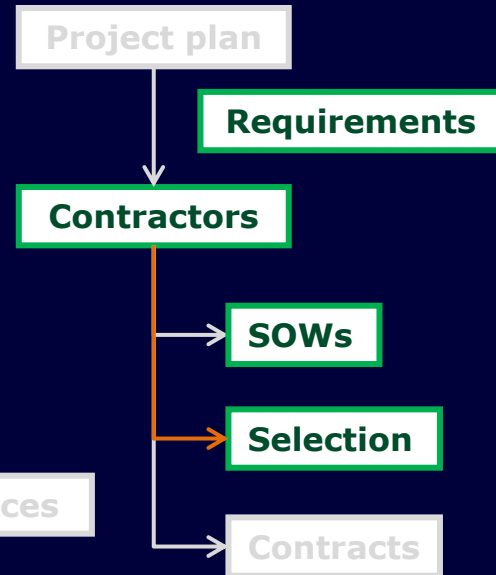 Project plan
Requirements
Contractors
SOWs
Selection
ces
Contracts